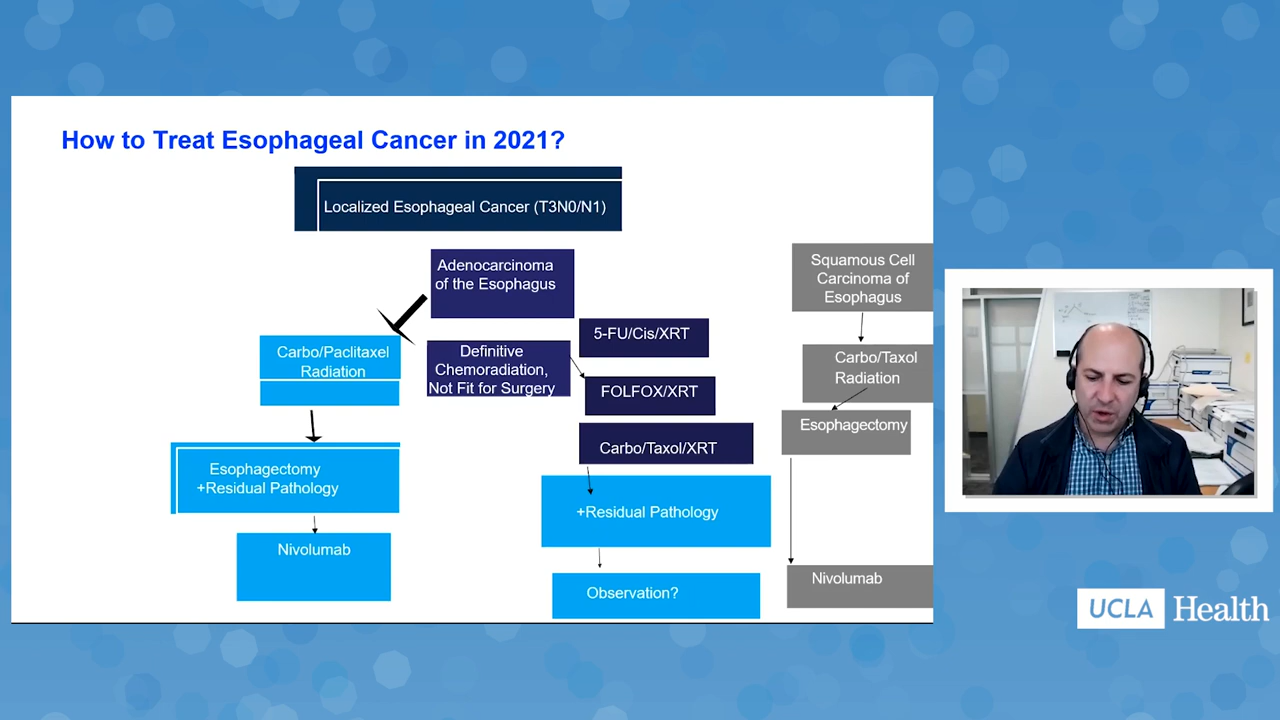 How to Treat Esophageal Cancer in 2021?
Localized Esophageal Cancer (T3N0/N1)
Adenocarcinoma
of the Esophagus
Carbo/Paclitaxel
Radiation
Esophagectomy
+Residual Pathology
Nivolumab
Definitive
Chemoradiation,
Not Fit for Surgery
5-FU/Cis/XRT
FOLFOX/XRT
Carbo/Taxol/XRT
+Residual Pathology
Observation?
Squamous Cell
Carcinoma of
Esophagus
Carbo/Taxol
Radiation
Esophagectomy
Nivolumab
UCLA Health